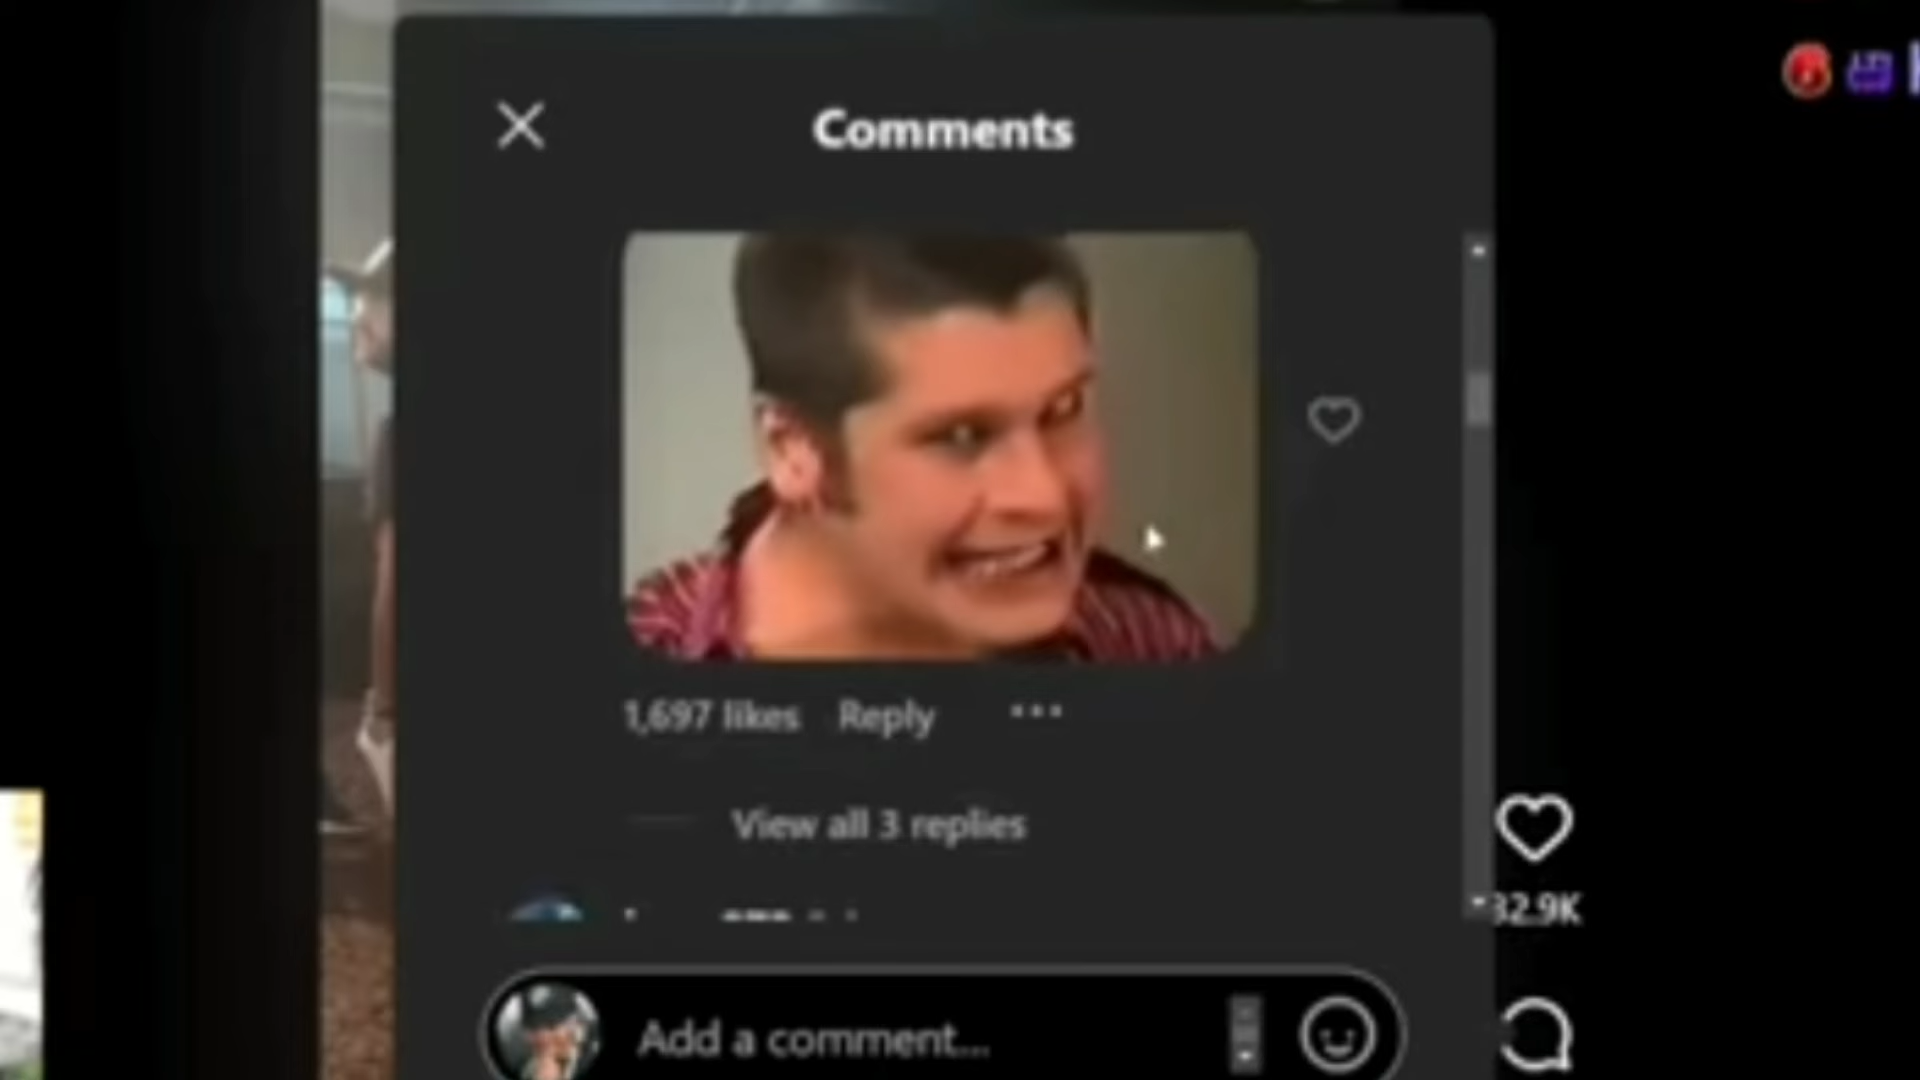 Comments
1,697 likes Reply
View all 3 replies
Add a comment...
32.9K